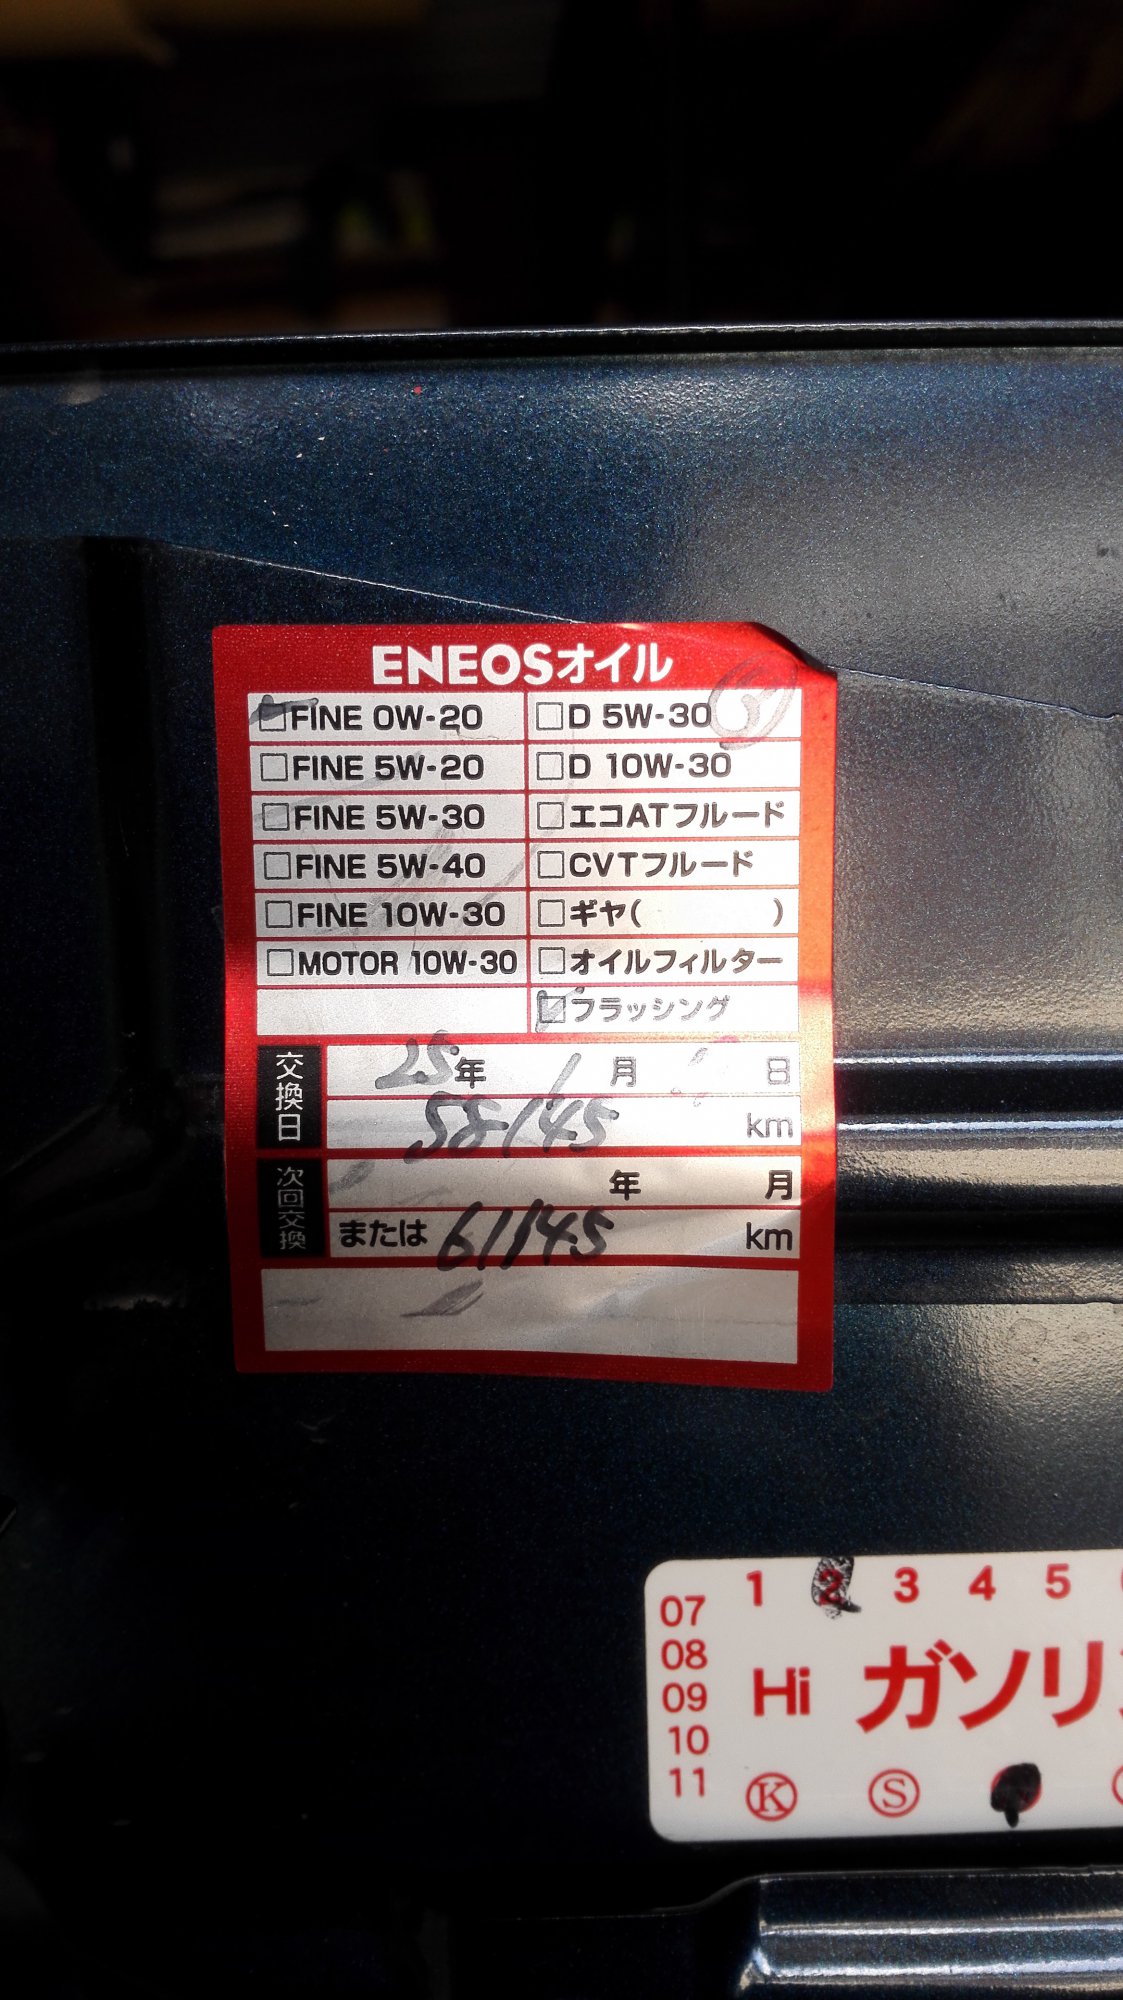 ENEOSオイル
□FINE 0W-20 □D 5W-30
□FINE 5W-20 □D 10W-30
□FINE 5W-30 □エコATフルード
□FINE 5W-40 □CVTフルード
□FINE 10W-30 □ギヤ( )
□MOTOR 10W-30 □オイルフィルター
□フラッシング
交換日 25年 1月 日
58145 km
次回交換 年 月
または 61145 km
1 2 3 4 5
07
08
09
10
11
Hi ガソリン
Ⓚ Ⓢ